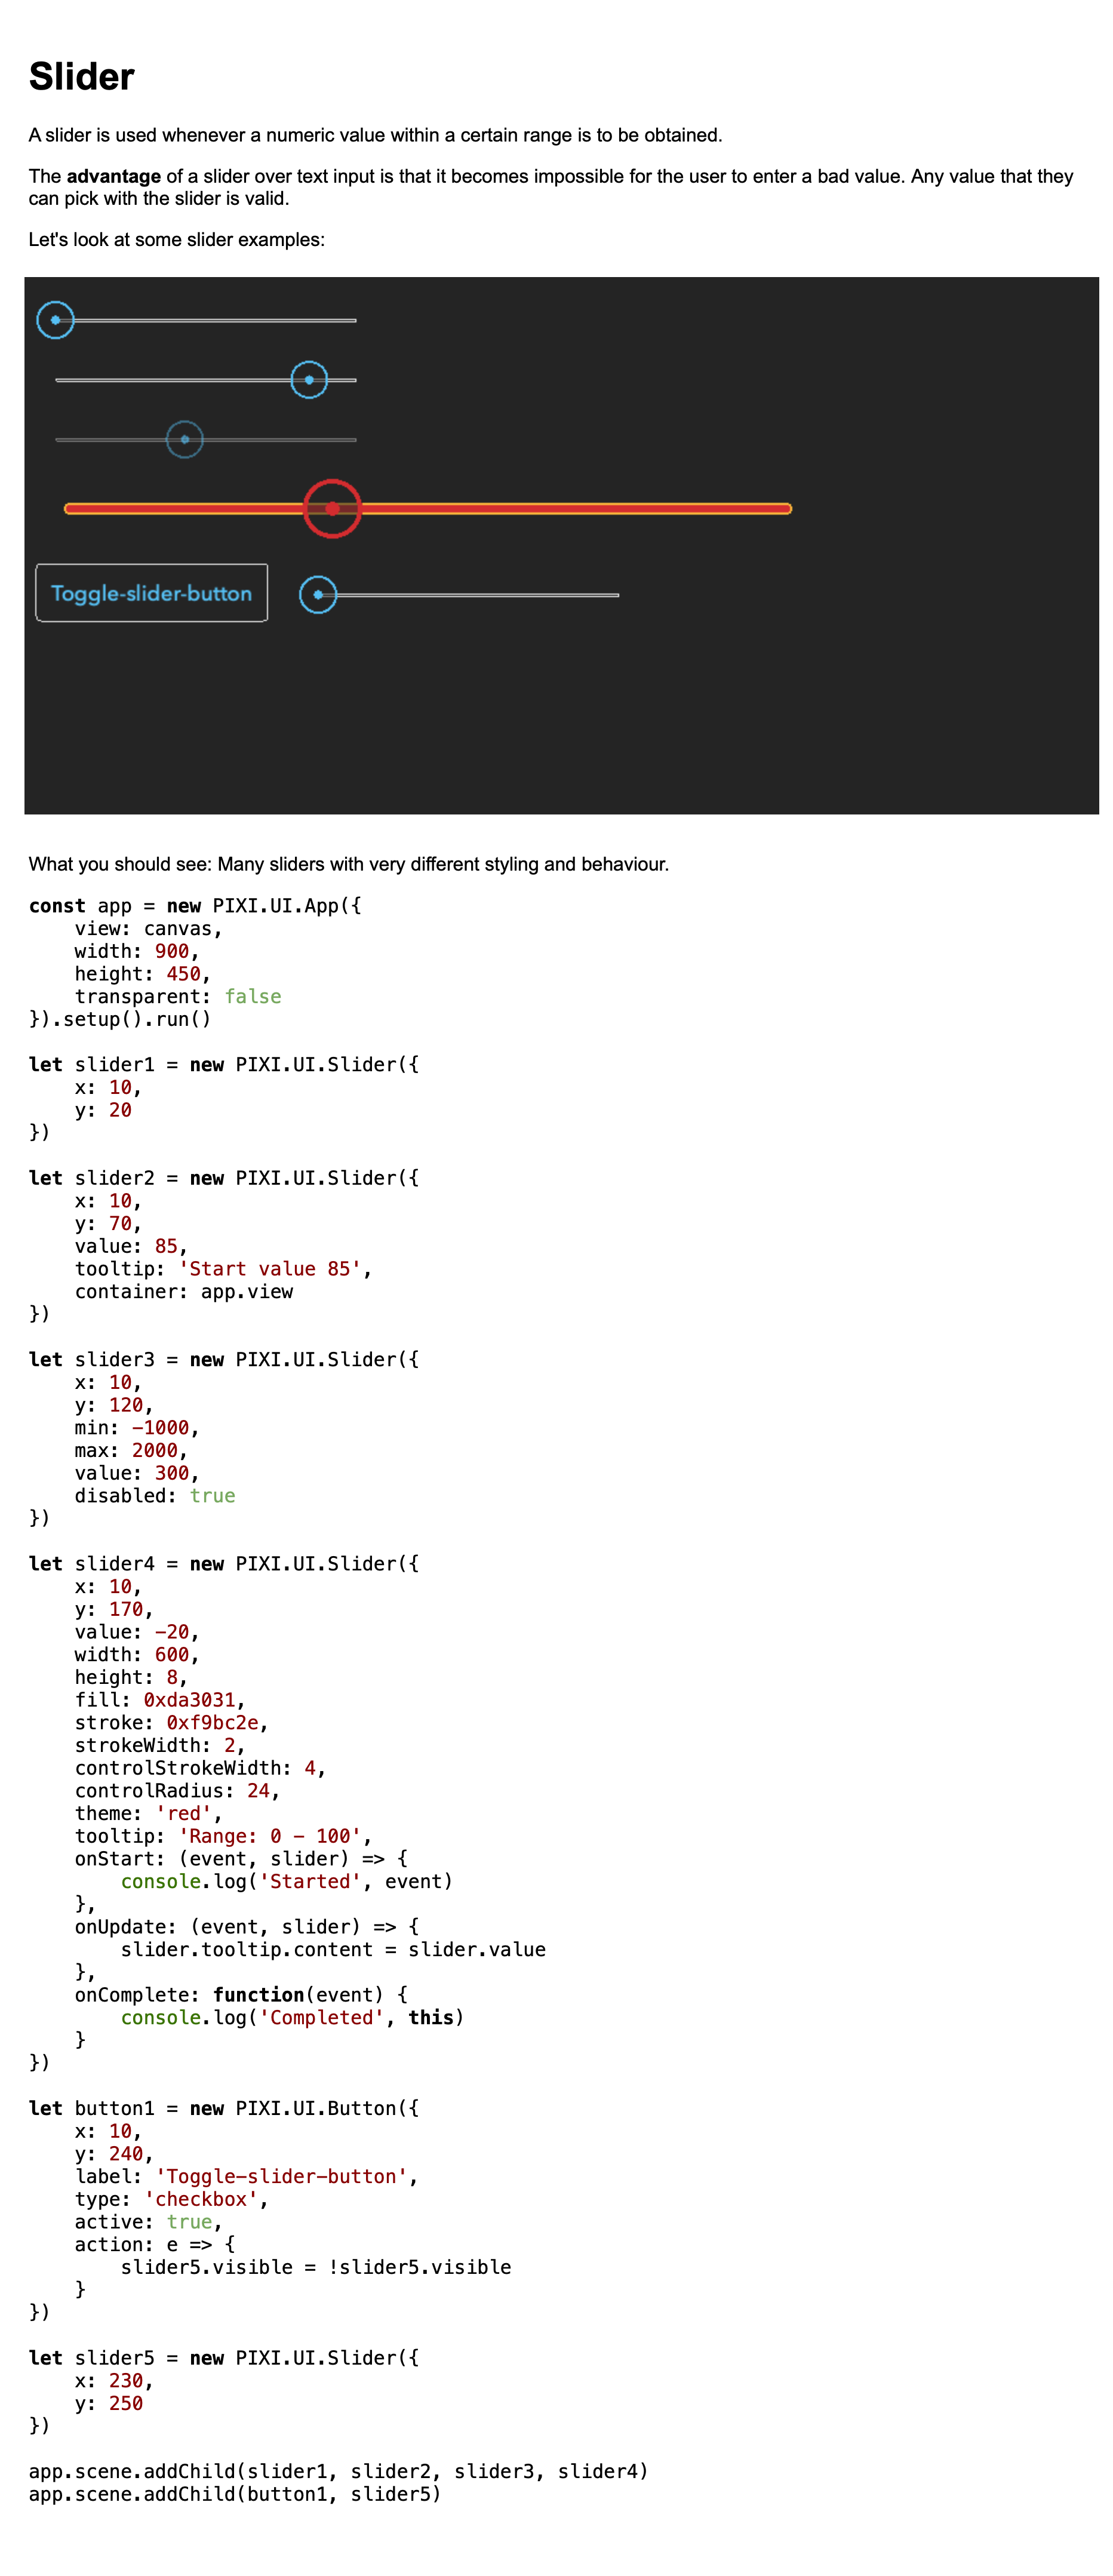 Slider
A slider is used whenever a numeric value within a certain range is to be obtained.
The advantage of a slider over text input is that it becomes impossible for the user to enter a bad value. Any value that they
can pick with the slider is valid.
Let's look at some slider examples:
Toggle-slider-button
What you should see: Many sliders with very different styling and behaviour.
const app = new PIXI.UI.App({
    view: canvas,
    width: 900,
    height: 450,
    transparent: false
}).setup().run()
let slider1 = new PIXI.UI.Slider({
    x: 10,
    y: 20
})
let slider2 = new PIXI.UI.Slider({
    x: 10,
    y: 70,
    value: 85,
    tooltip: 'Start value 85',
    container: app.view
})
let slider3 = new PIXI.UI.Slider({
    x: 10,
    y: 120,
    min: -1000,
    max: 2000,
    value: 300,
    disabled: true
})
let slider4 = new PIXI.UI.Slider({
    x: 10,
    y: 170,
    value: -20,
    width: 600,
    height: 8,
    fill: 0xda3031,
    stroke: 0xf9bc2e,
    strokeWidth: 2,
    controlStrokeWidth: 4,
    controlRadius: 24,
    theme: 'red',
    tooltip: 'Range: 0 - 100',
    onStart: (event, slider) => {
        console.log('Started', event)
    },
    onUpdate: (event, slider) => {
        slider.tooltip.content = slider.value
    },
    onComplete: function(event) {
        console.log('Completed', this)
    }
})
let button1 = new PIXI.UI.Button({
    x: 10,
    y: 240,
    label: 'Toggle-slider-button',
    type: 'checkbox',
    active: true,
    action: e => {
        slider5.visible = !slider5.visible
    }
})
let slider5 = new PIXI.UI.Slider({
    x: 230,
    y: 250
})
app.scene.addChild(slider1, slider2, slider3, slider4)
app.scene.addChild(button1, slider5)